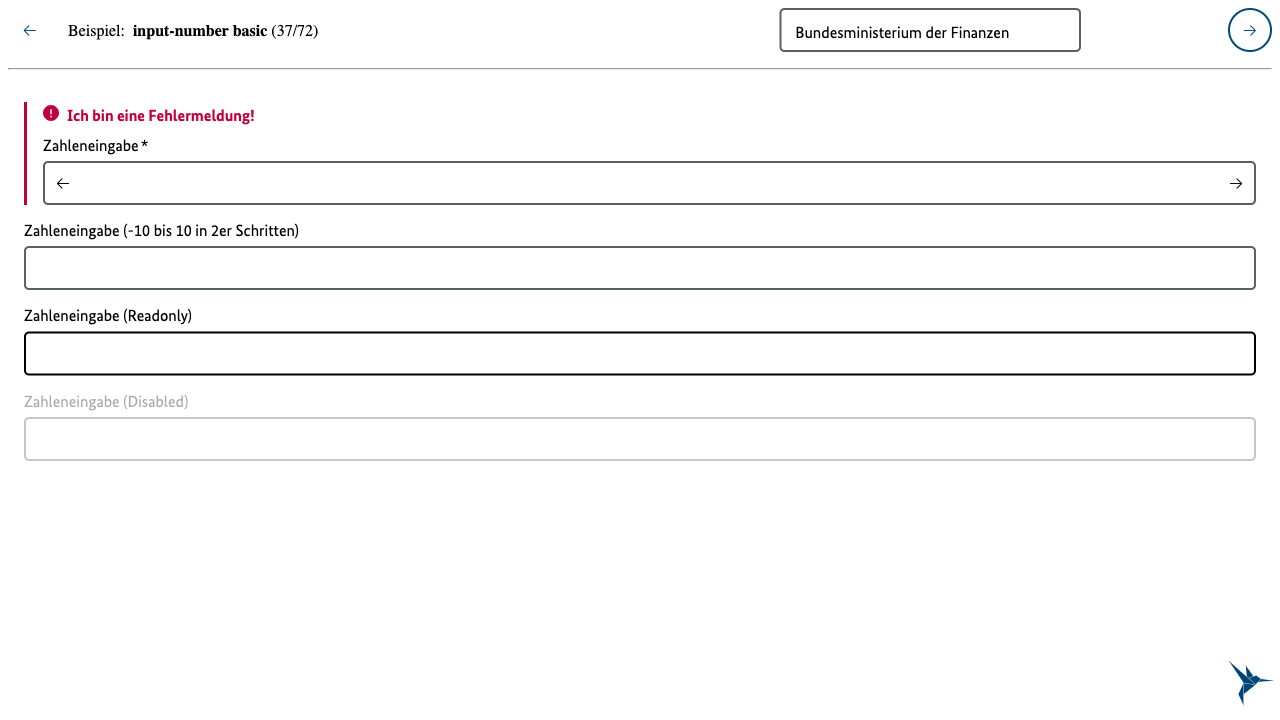 Beispiel: input-number basic (37/72)
Bundesministerium der Finanzen
Ich bin eine Fehlermeldung!
Zahleneingabe *
Zahleneingabe (-10 bis 10 in 2er Schritten)
Zahleneingabe (Readonly)
Zahleneingabe (Disabled)